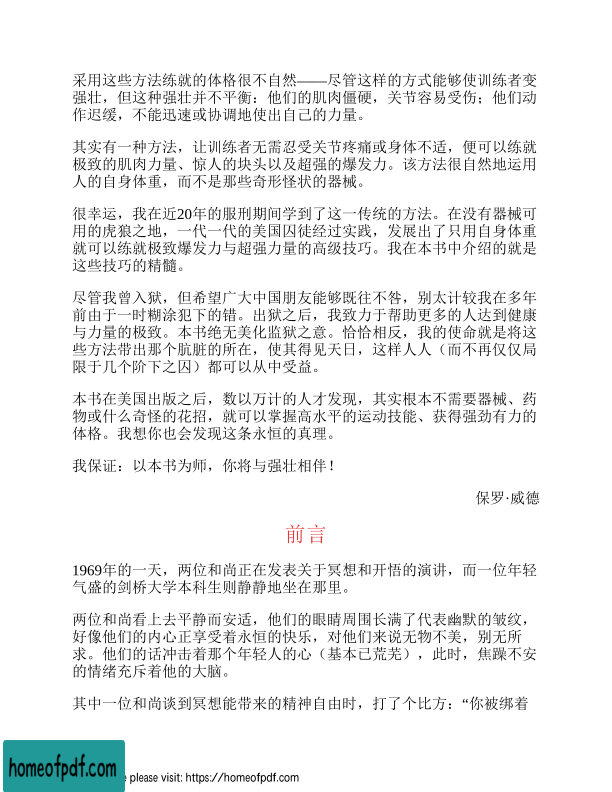 采用这些方法练就的体格很不自然——尽管这样的方式能够使训练者变
强壮，但这种强壮并不平衡：他们的肌肉僵硬，关节容易受伤；他们动
作迟缓，不能迅速或协调地使出自己的力量。
其实有一种方法，让训练者无需忍受关节疼痛或身体不适，便可以练就
极致的肌肉力量、惊人的块头以及超强的爆发力。该方法很自然地运用
人的自身体重，而不是那些奇形怪状的器械。
很幸运，我在近20年的服刑期间学到了这一传统的方法。在没有器械可
用的虎狼之地，一代一代的美国囚徒经过实践，发展出了只用自身体重
就可以练就极致爆发力与超强力量的高级技巧。我在本书中介绍的就是
这些技巧的精髓。
尽管我曾入狱，但希望广大中国朋友能够既往不咎，别太计较我在多年
前由于一时糊涂犯下的错。出狱之后，我致力于帮助更多的人达到健康
与力量的极致。本书绝无美化监狱之意。恰恰相反，我的使命就是将这
些方法带出那个肮脏的所在，使其得见天日，这样人人（而不再仅仅局
限于几个阶下之囚）都可以从中受益。
本书在美国出版之后，数以万计的人才发现，其实根本不需要器械、药
物或什么奇怪的花招，就可以掌握高水平的运动技能、获得强劲有力的
体格。我想你也会发现这条永恒的真理。
我保证：以本书为师，你将与强壮相伴！
保罗·威德
前言
1969年的一天，两位和尚正在发表关于冥想和开悟的演讲，而一位年轻
气盛的剑桥大学本科生则静静地坐在那里。
两位和尚看上去平静而安适，他们的眼睛周围长满了代表幽默的皱纹，
好像他们的内心正享受着永恒的快乐，对他们来说无物不美，别无所
求。他们的话冲击着那个年轻人的心（基本已荒芜），此时，焦躁不安
的情绪充斥着他的大脑。
其中一位和尚谈到冥想能带来的精神自由时，打了个比方：“你被绑着
homeofpdf.com
e please visit: https://homeofpdf.com